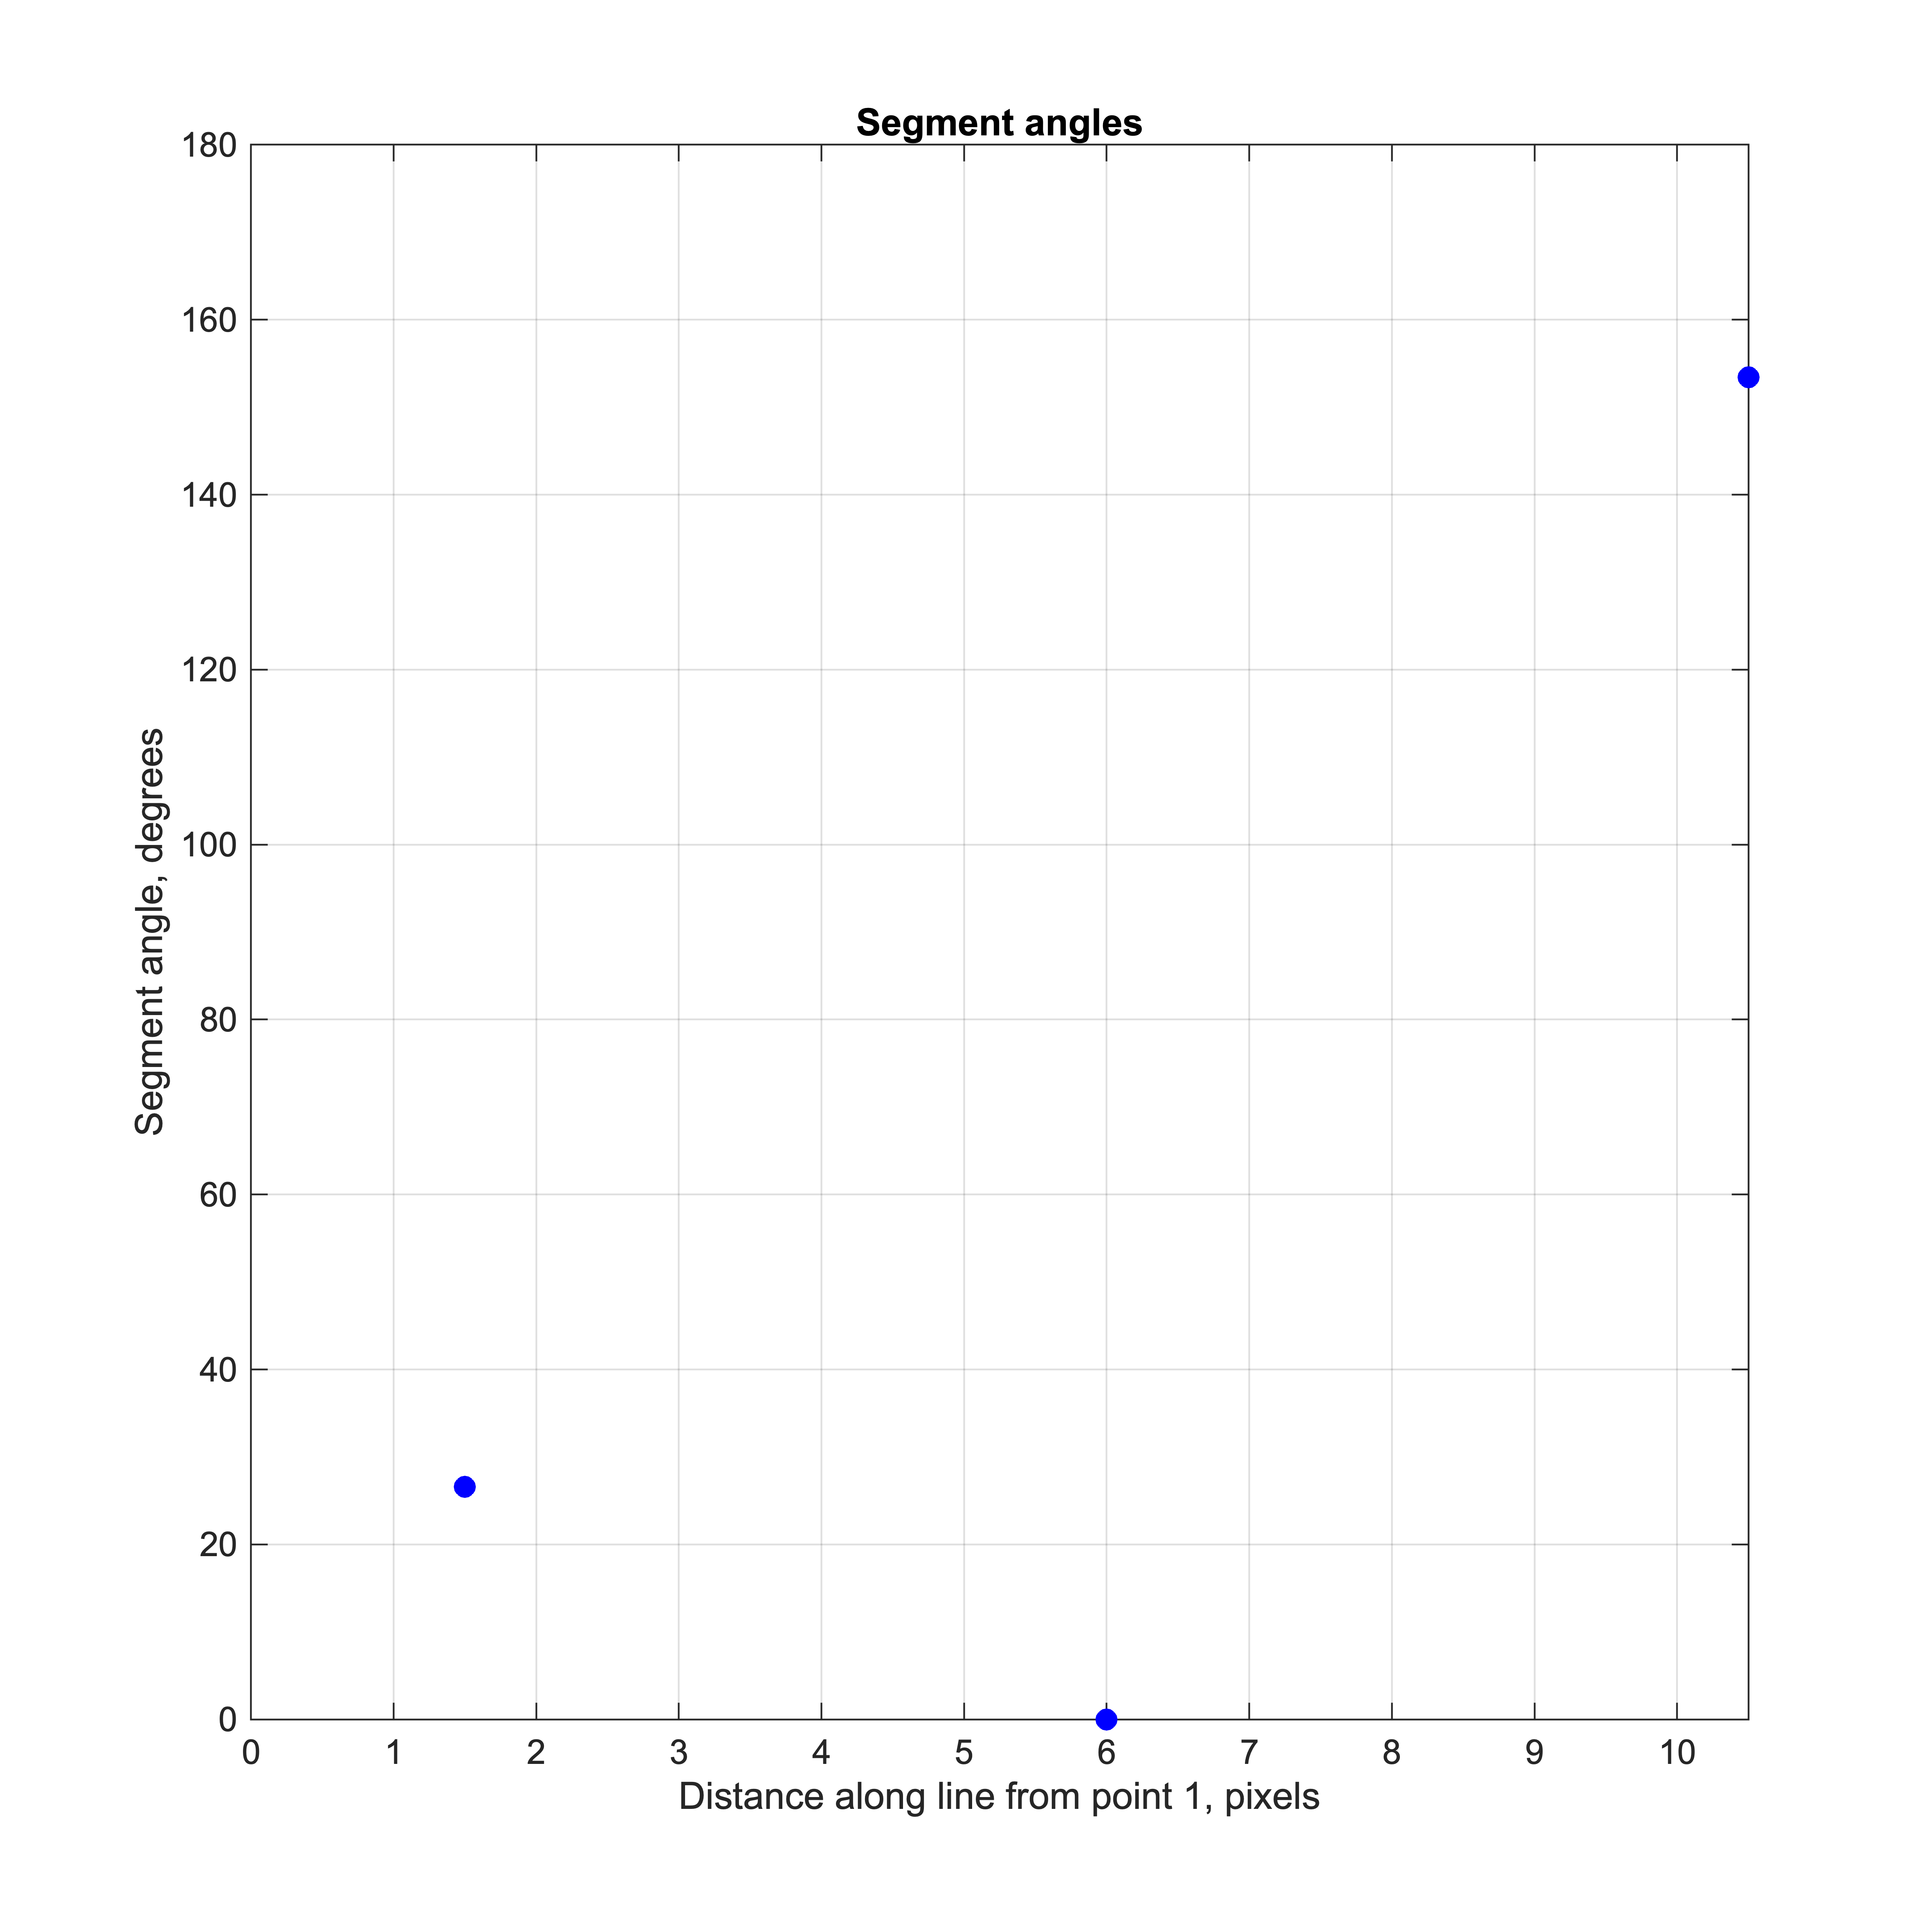 Segment angles
180
160
140
120
100
80
60
40
20
0
Segment angle, degrees
0 1 2 3 4 5 6 7 8 9 10
Distance along line from point 1, pixels